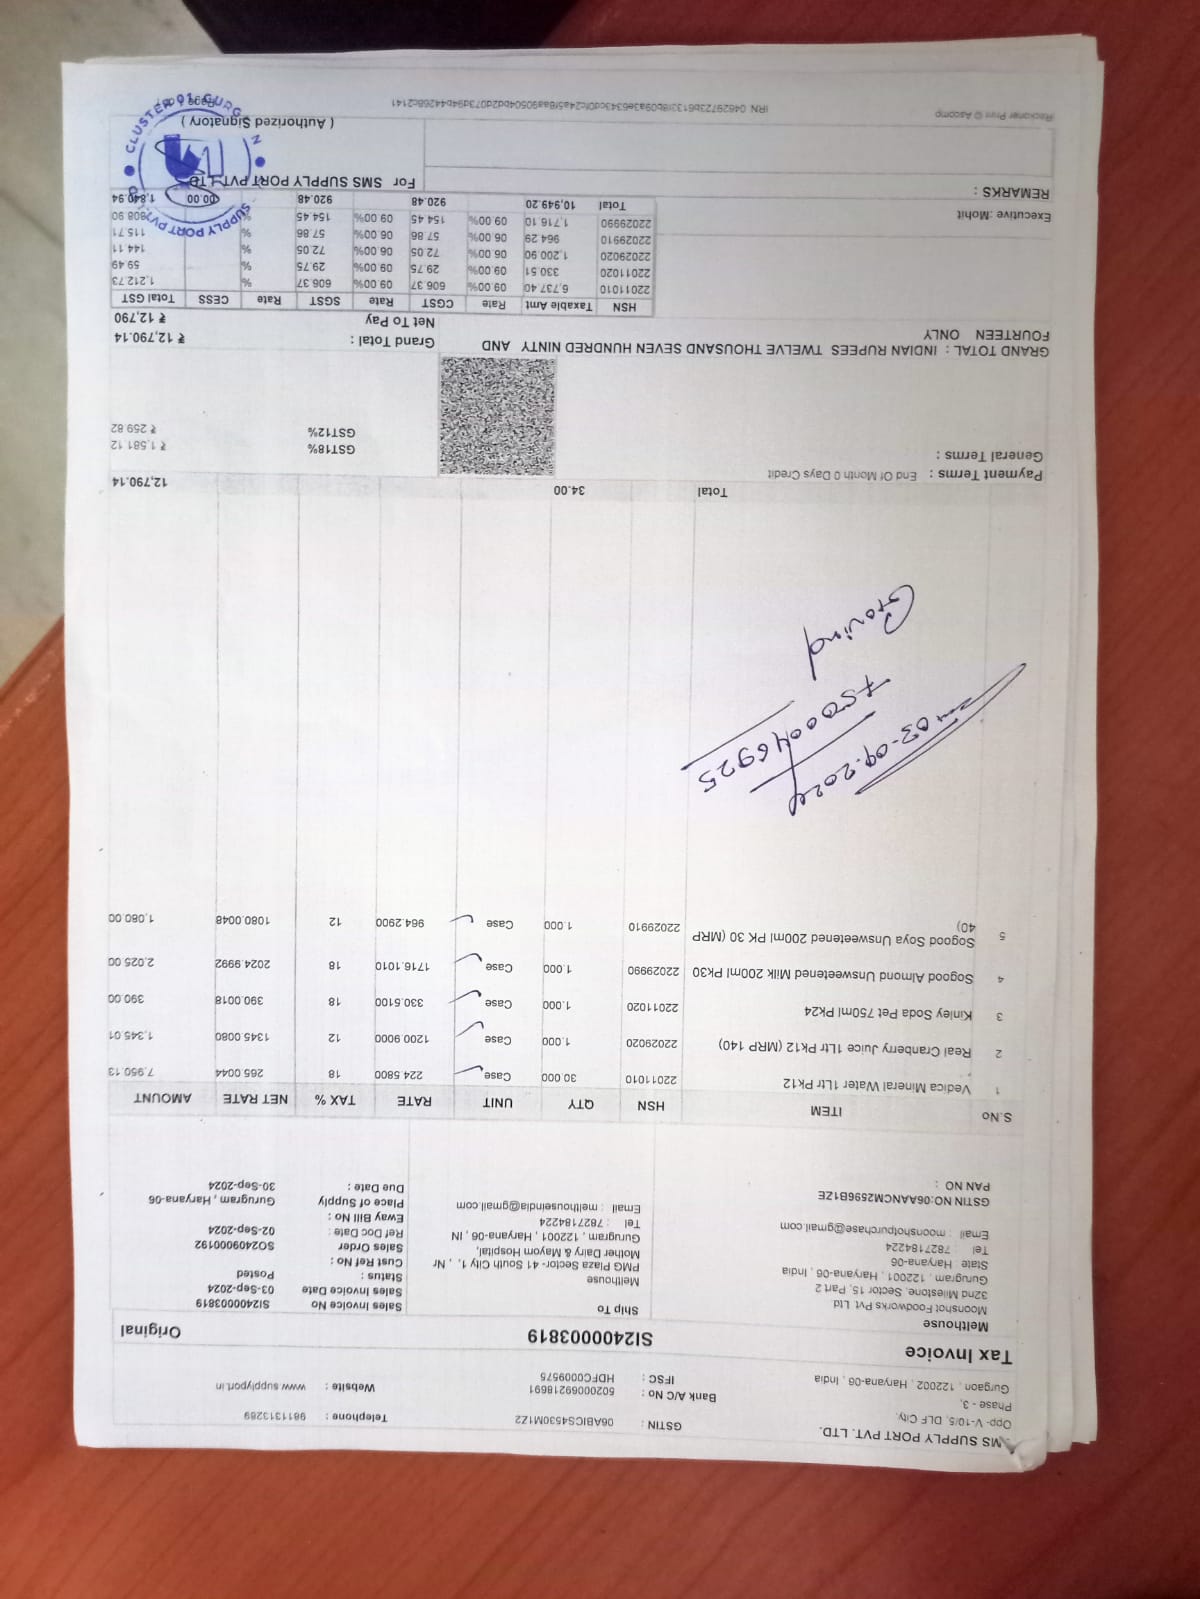 MS SUPPLY PORT PVT. LTD.
Opp- V-10/5, DLF City,
Phase - 3,
Gurgaon , 122002 , Haryana-06 , India
GSTIN : 06ABICS4530M1Z2
Bank A/C No : 50200069218691
IFSC : HDFC0009575
Telephone : 9811313289
Website : www.supplyport.in
Tax Invoice SI2400003819 Original
Melthouse
Moonshot Foodworks Pvt Ltd
32nd Milestone, Sector 15, Part 2
Gurugram , 122001 , Haryana-06 , India
State Haryana-06
Tel : 7827184224
Email : moonshotpurchase@gmail.com
GSTIN NO:06AANCM2596B1ZE
PAN NO :
Ship To
Melthouse
PMG Plaza Sector- 41 South City 1, , Nr
Mother Dairy & Mayom Hospital,
Gurugram , 122001 , Haryana-06 , IN
Tel : 7827184224
Email : melthouseindia@gmail.com
Sales Invoice No SI2400003819
Sales Invoice Date 03-Sep-2024
Status : Posted
Cust Ref No :
Sales Order SO2409000192
Ref Doc Date : 02-Sep-2024
Eway Bill No :
Place of Supply Gurugram , Haryana-06
Due Date : 30-Sep-2024
S.No ITEM HSN QTY UNIT RATE TAX % NET RATE AMOUNT
1 Vedica Mineral Water 1Ltr Pk12 22011010 30.000 Case 224.5800 18 265.0044 7,950.13
2 Real Cranberry Juice 1Ltr Pk12 (MRP 140) 22029020 1.000 Case 1200.9000 12 1345.0080 1,345.01
3 Kinley Soda Pet 750ml Pk24 22011020 1.000 Case 330.5100 18 390.0018 390.00
4 Sogood Almond Unsweetened Milk 200ml Pk30 22029990 1.000 Case 1716.1010 18 2024.9992 2,025.00
5 Sogood Soya Unsweetened 200ml PK 30 (MRP 22029910 1.000 Case 964.2900 12 1080.0048 1,080.00
40)
03-09-2024
7500046925
Govind
Total 34.00 12,790.14
Payment Terms : End Of Month 0 Days Credit
General Terms :
GST18% ₹ 1,581.12
GST12% ₹ 259.82
GRAND TOTAL : INDIAN RUPEES TWELVE THOUSAND SEVEN HUNDRED NINTY AND
FOURTEEN ONLY
Grand Total : ₹ 12,790.14
Net To Pay ₹ 12,790
HSN Taxable Amt Rate CGST Rate SGST Rate CESS Total GST
22011010 6,737.40 09.00% 606.37 09.00% 606.37 % 1,212.73
22011020 330.51 09.00% 29.75 09.00% 29.75 % 59.49
22029020 1,200.90 06.00% 72.05 06.00% 72.05 % 144.11
22029910 964.29 06.00% 57.86 06.00% 57.86 % 115.71
22029990 1,716.10 09.00% 154.45 09.00% 154.45 % 308.90
Total 10,949.20 920.48 920.48 00.00 1,840.94
Executive :Mohit
REMARKS :
For SMS SUPPLY PORT PVT. LTD.
( Authorized Signatory )
SUPPLY PORT PVT.
CLUSTER 01 GURG
Reckoner Print © Ascomp